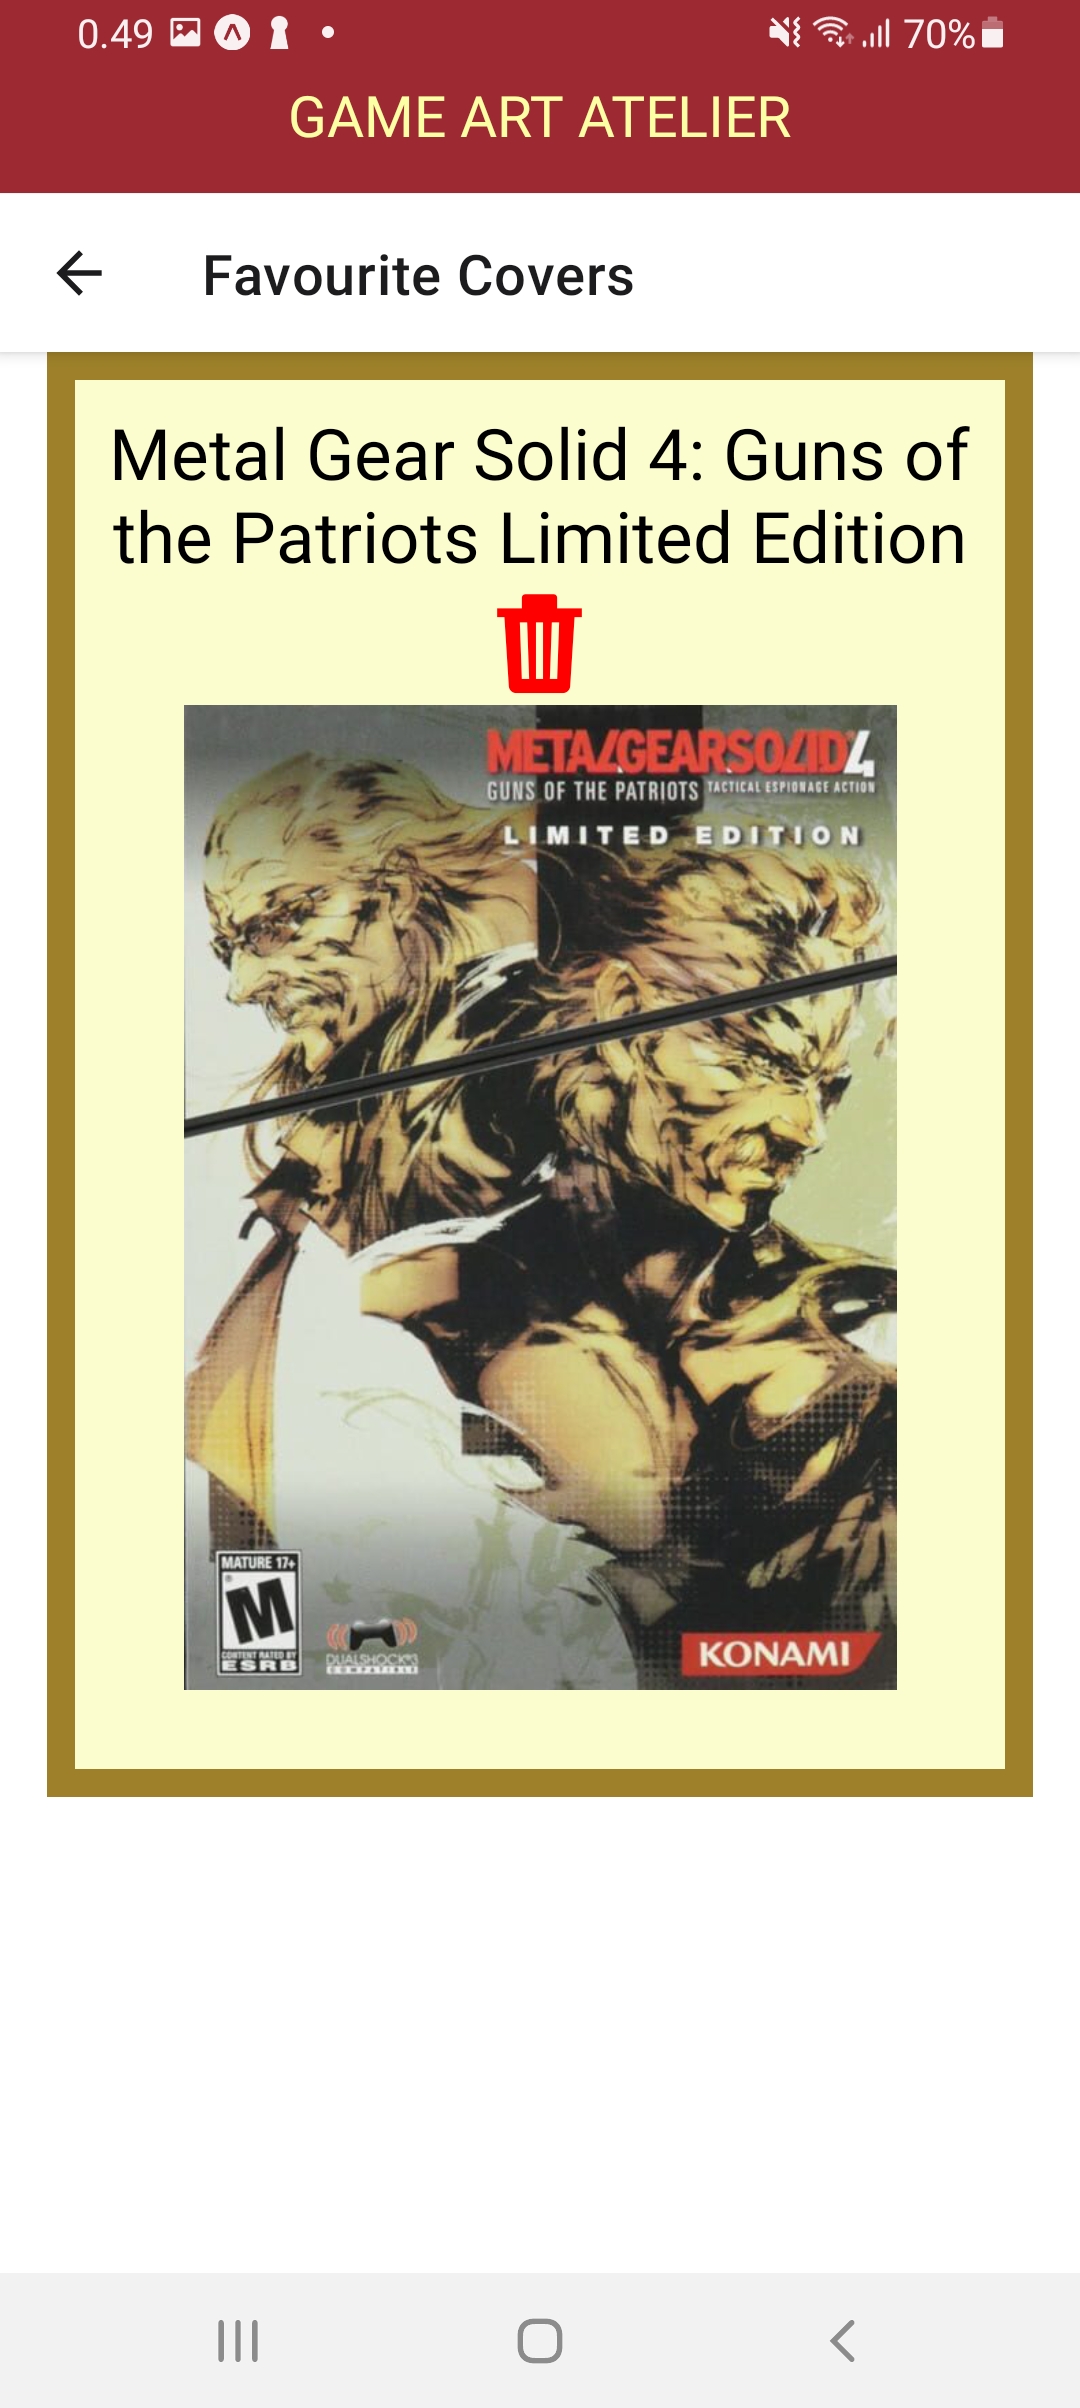 0.49
70%
GAME ART ATELIER
Favourite Covers
Metal Gear Solid 4: Guns of
the Patriots Limited Edition
METAL GEAR SOLID 4
GUNS OF THE PATRIOTS TACTICAL ESPIONAGE ACTION
LIMITED EDITION
MATURE 17+
M
CONTENT RATED BY
ESRB
DUALSHOCK®3
COMPATIBLE
KONAMI